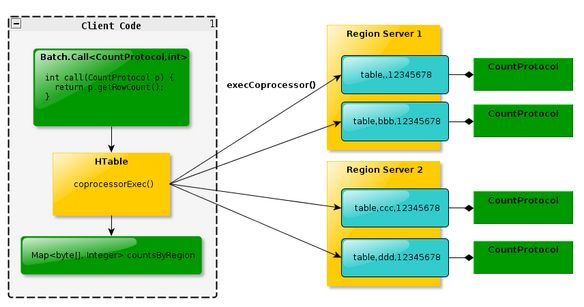 Client Code
1
Batch.Call<CountProtocol,int>
int call(CountProtocol p) {
return p.getRowCount();
}
HTable
coprocessorExec()
Map<byte[], Integer> countsByRegion
execCoprocessor()
Region Server 1
table,,12345678
CountProtocol
table,bbb,12345678
CountProtocol
Region Server 2
table,ccc,12345678
CountProtocol
table,ddd,12345678
CountProtocol